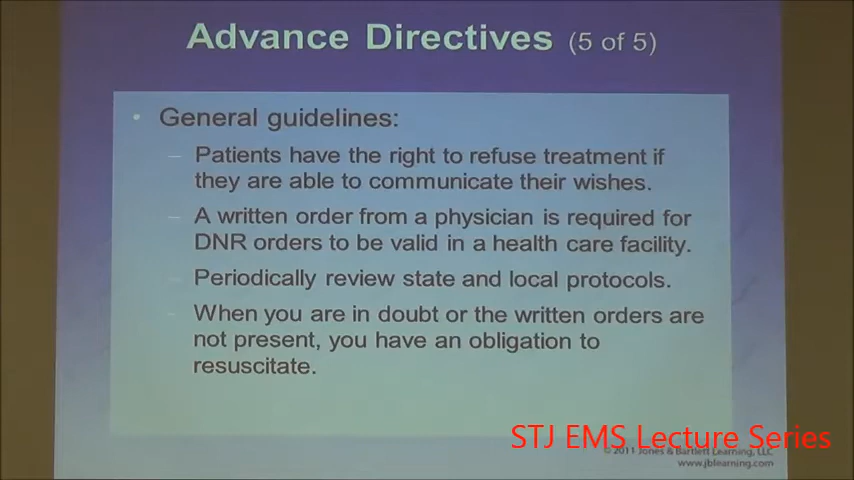 Advance Directives (5 of 5)
• General guidelines:
– Patients have the right to refuse treatment if
they are able to communicate their wishes.
– A written order from a physician is required for
DNR orders to be valid in a health care facility.
– Periodically review state and local protocols.
– When you are in doubt or the written orders are
not present, you have an obligation to
resuscitate.
STJ EMS Lecture Series
© 2011 Jones & Bartlett Learning, LLC
www.jblearning.com